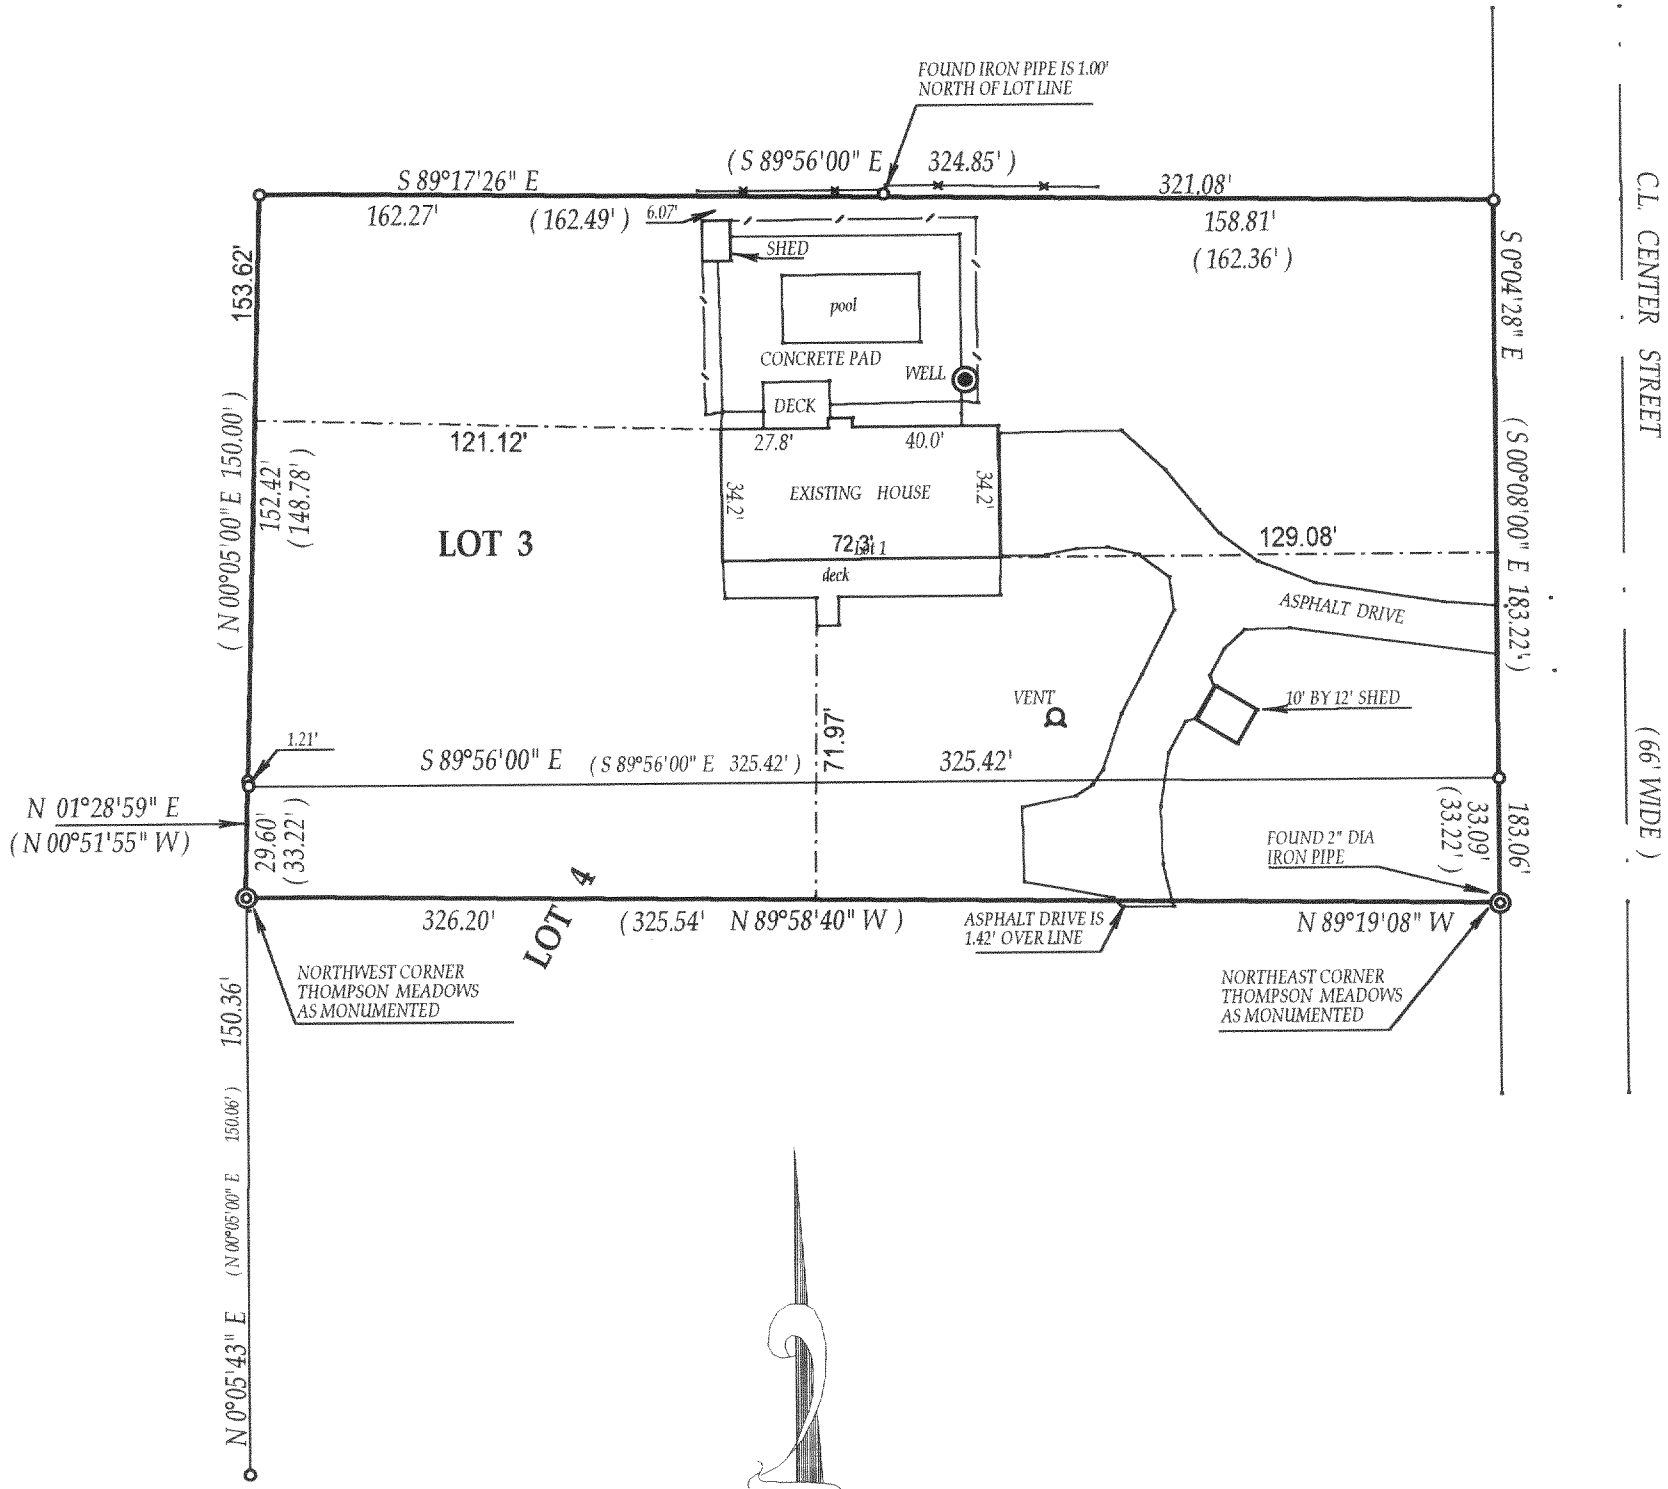 FOUND IRON PIPE IS 1.00'
NORTH OF LOT LINE
( S 89°56'00" E 324.85' )
S 89°17'26" E
321.08'
162.27'
( 162.49' )
6.07'
158.81'
( 162.36' )
SHED
pool
CONCRETE PAD
WELL
DECK
153.62'
( N 00°05'00" E 150.00' )
152.42'
( 148.78' )
121.12'
27.8'
40.0'
34.2'
EXISTING HOUSE
34.2'
72.3'
Lot 1
deck
LOT 3
129.08'
ASPHALT DRIVE
S 0°04'28" E
( S 00°08'00" E 183.22' )
C.L. CENTER STREET
( 66' WIDE )
VENT
10' BY 12' SHED
71.97'
1.21'
S 89°56'00" E
( S 89°56'00" E 325.42' )
325.42'
N 01°28'59" E
( N 00°51'55" W )
29.60'
( 33.22' )
183.06'
33.09'
( 33.22' )
FOUND 2" DIA
IRON PIPE
LOT 4
326.20'
( 325.54' N 89°58'40" W )
ASPHALT DRIVE IS
1.42' OVER LINE
N 89°19'08" W
NORTHWEST CORNER
THOMPSON MEADOWS
AS MONUMENTED
NORTHEAST CORNER
THOMPSON MEADOWS
AS MONUMENTED
150.36'
( N 00°05'00" E 150.06' )
N 0°05'43" E